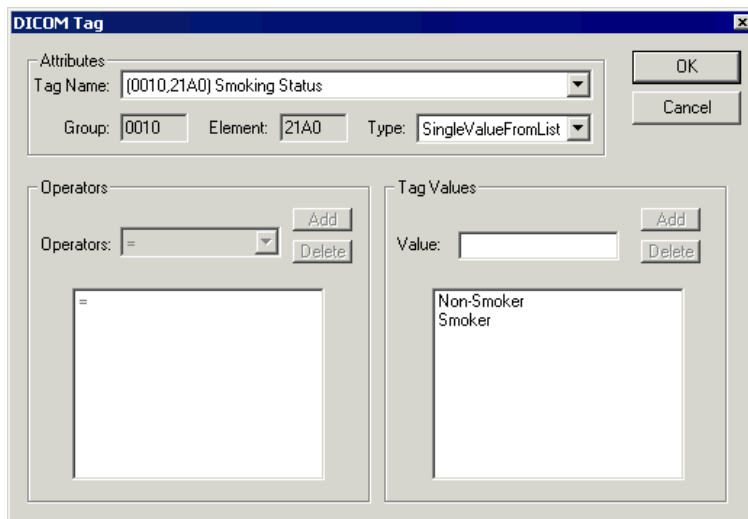 DICOM Tag
Attributes
Tag Name: (0010,21A0) Smoking Status
Group: 0010 Element: 21A0 Type: SingleValueFromList
OK
Cancel
Operators
Operators: =
Add
Delete
=
Tag Values
Value:
Add
Delete
Non-Smoker
Smoker